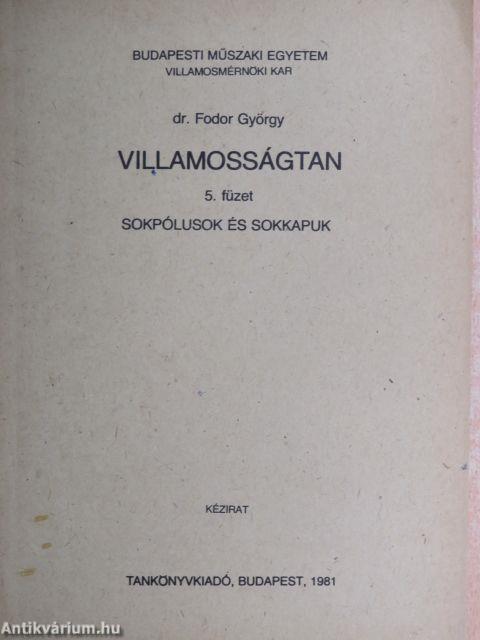 BUDAPESTI MŰSZAKI EGYETEM
VILLAMOSMÉRNÖKI KAR
dr. Fodor György
VILLAMOSSÁGTAN
5. füzet
SOKPÓLUSOK ÉS SOKKAPUK
KÉZIRAT
TANKÖNYVKIADÓ, BUDAPEST, 1981
Antikvárium.hu